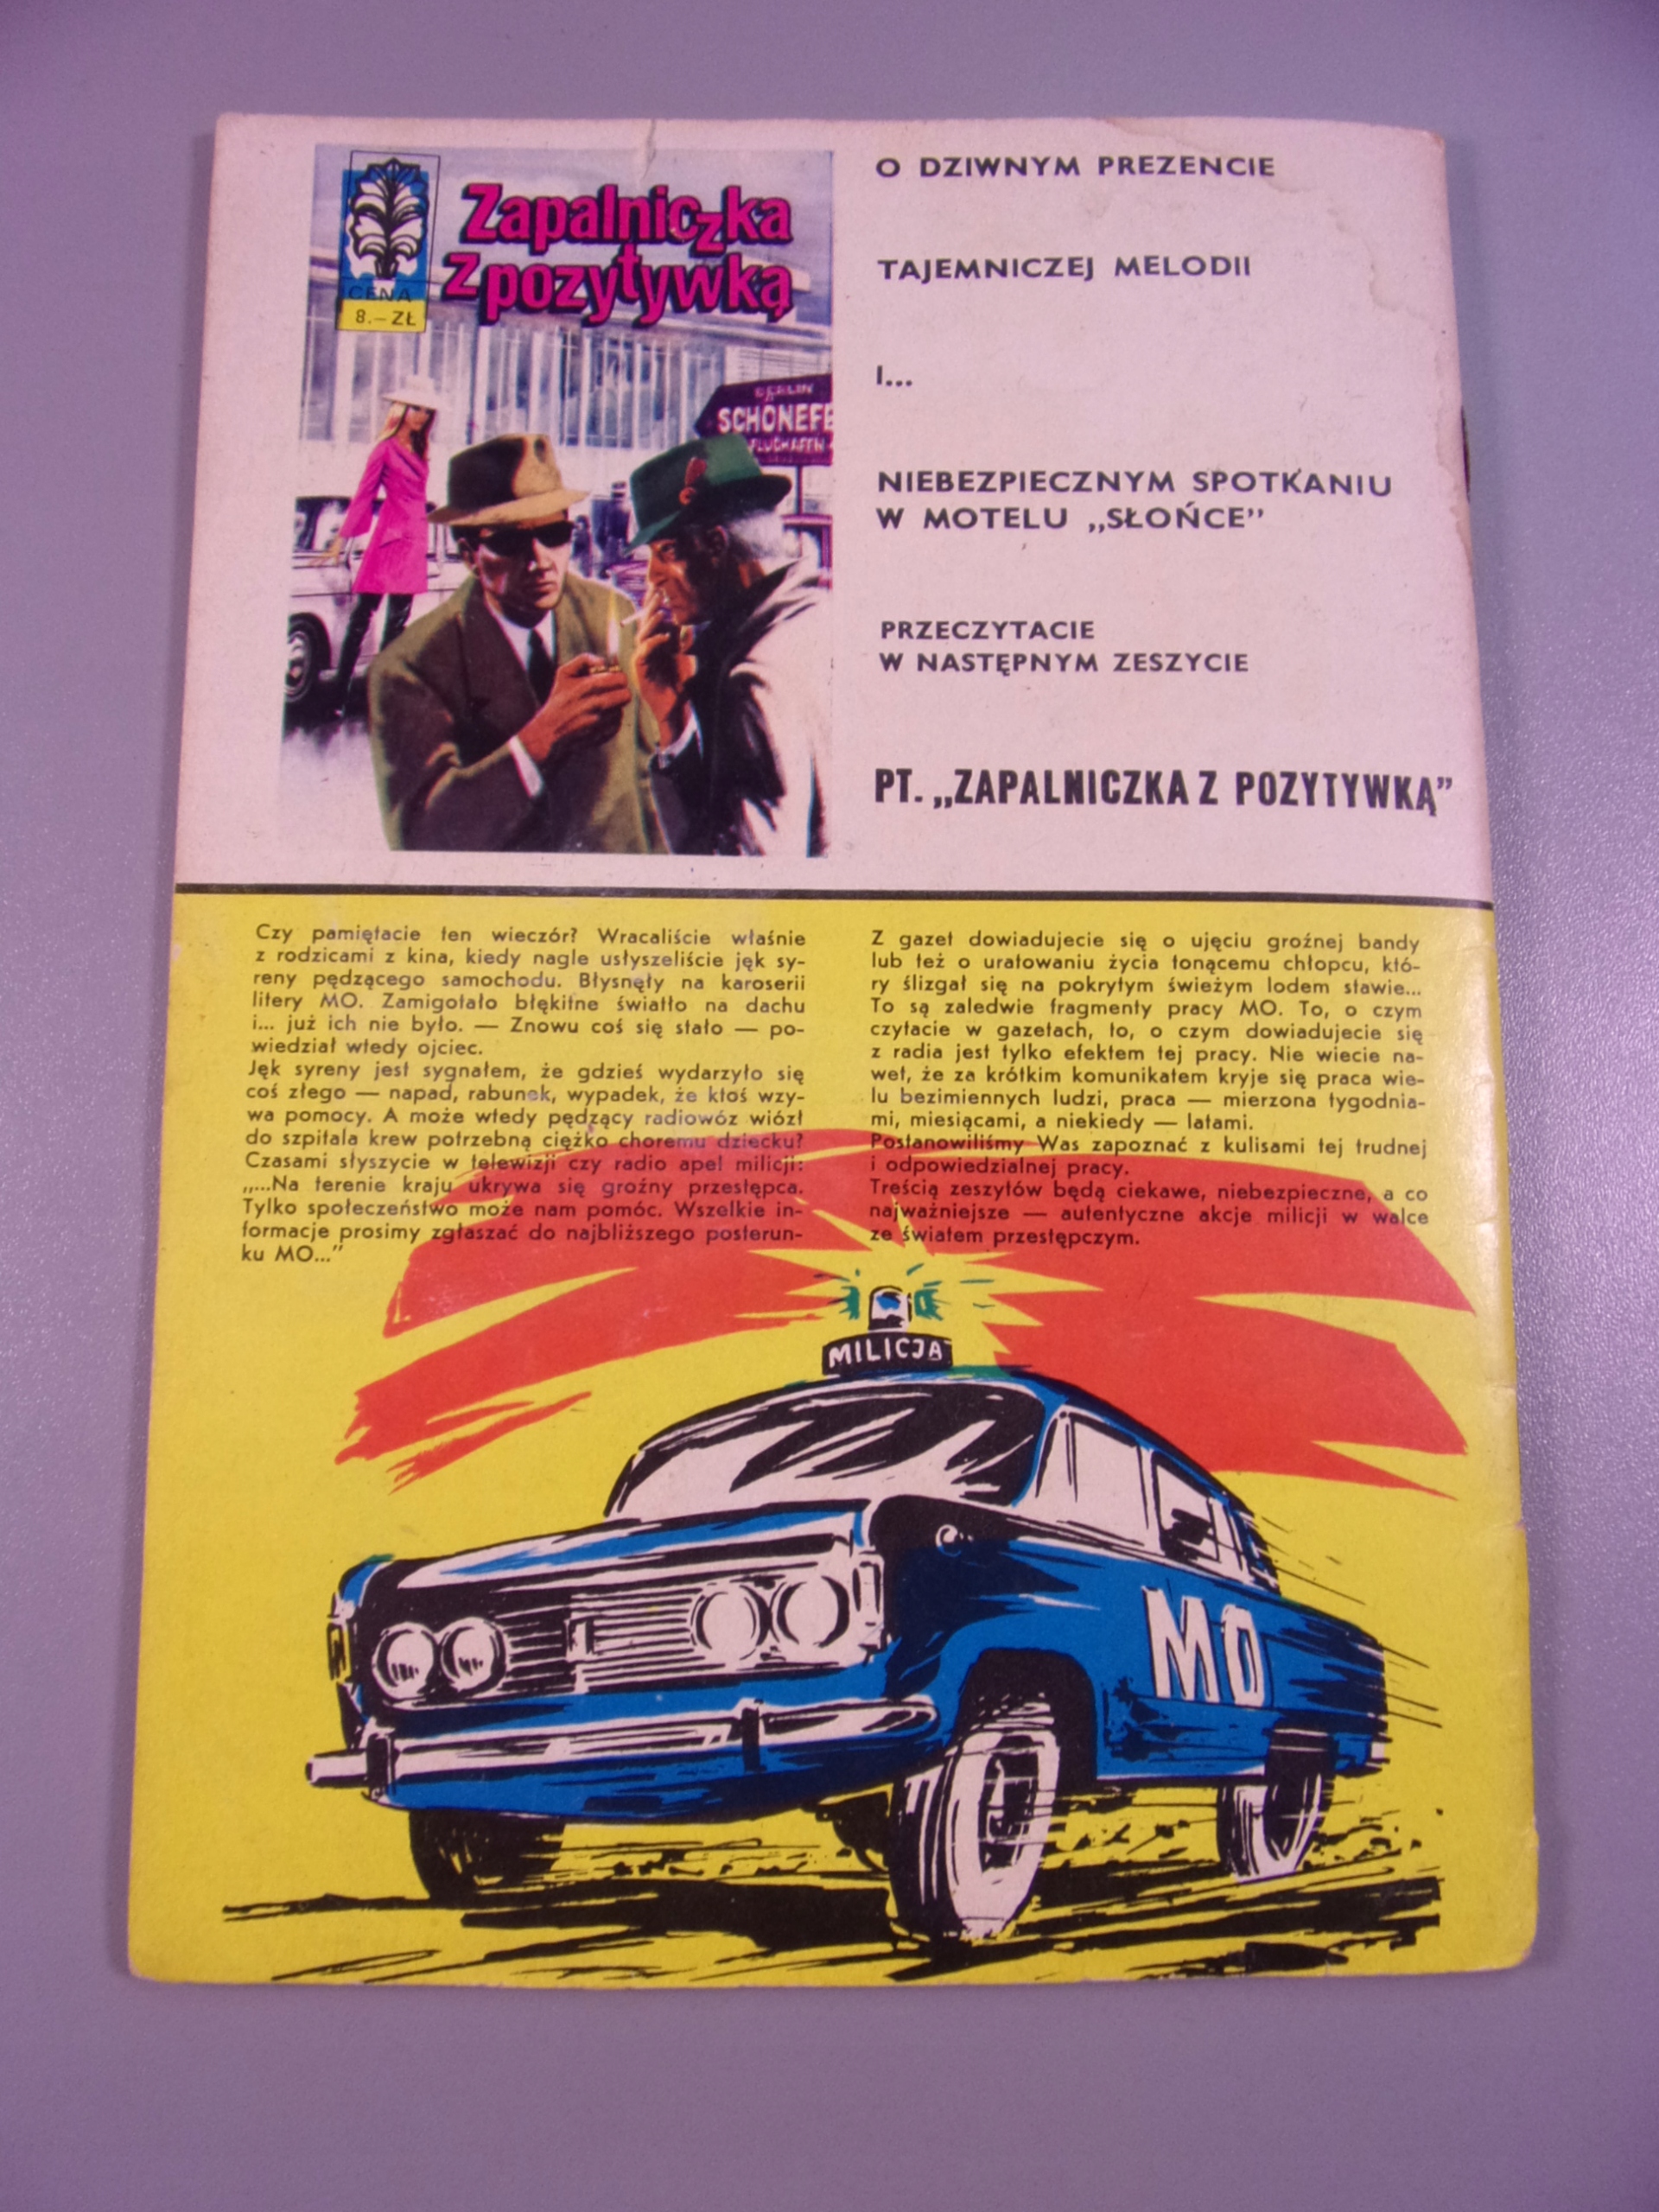 Zapalniczka
z pozytywką
CENA
8.- ZŁ
BERLIN
SCHONEFE
FLUGHAFEN
O DZIWNYM PREZENCIE
TAJEMNICZEJ MELODII
I...
NIEBEZPIECZNYM SPOTKANIU
W MOTELU „SŁOŃCE”
PRZECZYTACIE
W NASTĘPNYM ZESZYCIE
PT. „ZAPALNICZKA Z POZYTYWKĄ”
Czy pamiętacie ten wieczór? Wracaliście właśnie
z rodzicami z kina, kiedy nagle usłyszeliście jęk sy-
reny pędzącego samochodu. Błysnęły na karoserii
litery MO. Zamigotało błękitne światło na dachu
i... już ich nie było. — Znowu coś się stało — po-
wiedział wtedy ojciec.
Jęk syreny jest sygnałem, że gdzieś wydarzyło się
coś złego — napad, rabunek, wypadek, że ktoś wzy-
wa pomocy. A może wtedy pędzący radiowóz wiózł
do szpitala krew potrzebną ciężko choremu dziecku?
Czasami słyszycie w telewizji czy radio apel milicji:
„...Na terenie kraju ukrywa się groźny przestępca.
Tylko społeczeństwo może nam pomóc. Wszelkie in-
formacje prosimy zgłaszać do najbliższego posterun-
ku MO...”
Z gazet dowiadujecie się o ujęciu groźnej bandy
lub też o uratowaniu życia tonącemu chłopcu, któ-
ry ślizgał się na pokrytym świeżym lodem stawie...
To są zaledwie fragmenty pracy MO. To, o czym
czytacie w gazetach, to, o czym dowiadujecie się
z radia jest tylko efektem tej pracy. Nie wiecie na-
wet, że za krótkim komunikatem kryje się praca wie-
lu bezimiennych ludzi, praca — mierzona tygodnia-
mi, miesiącami, a niekiedy — latami.
Postanowiliśmy Was zapoznać z kulisami tej trudnej
i odpowiedzialnej pracy.
Treścią zeszytów będą ciekawe, niebezpieczne, a co
najważniejsze — autentyczne akcje milicji w walce
ze światem przestępczym.
MILICJA
MO